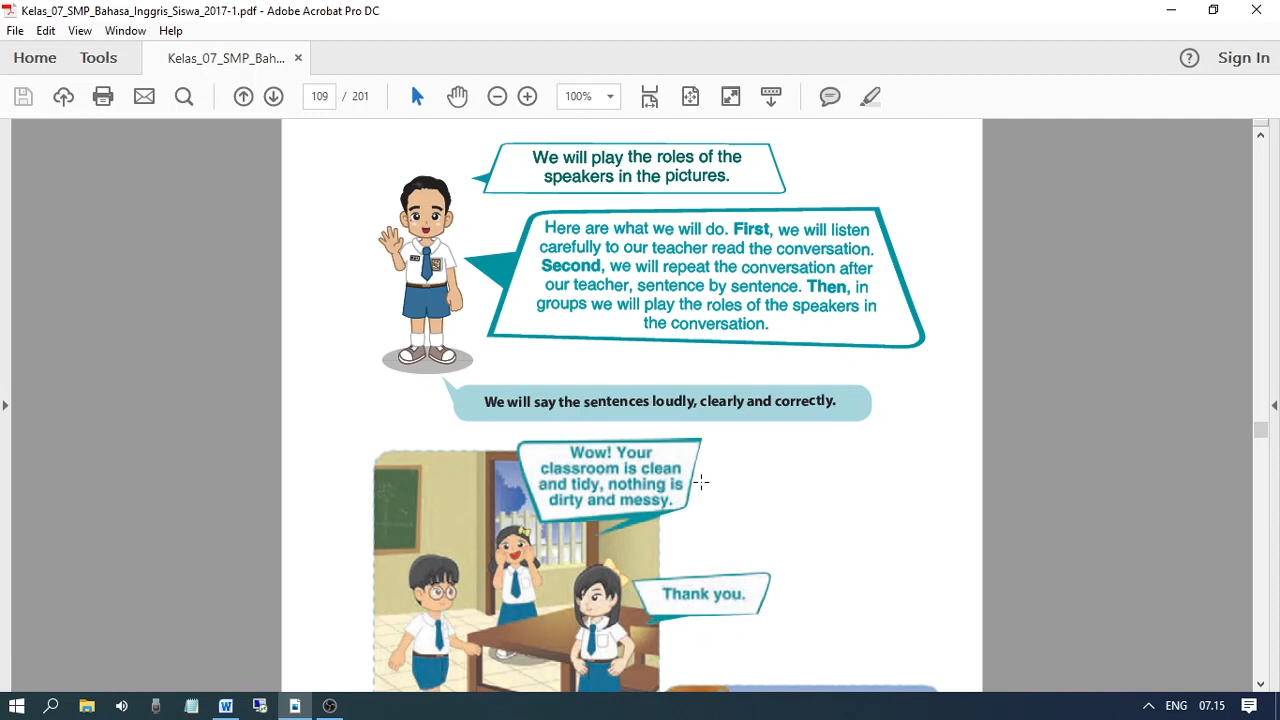 Kelas_07_SMP_Bahasa_Inggris_Siswa_2017-1.pdf - Adobe Acrobat Pro DC
File Edit View Window Help
Home Tools Kelas_07_SMP_Bah... Sign In
109 / 201 100%
We will play the roles of the
speakers in the pictures.
Here are what we will do. First, we will listen
carefully to our teacher read the conversation.
Second, we will repeat the conversation after
our teacher, sentence by sentence. Then, in
groups we will play the roles of the speakers in
the conversation.
We will say the sentences loudly, clearly and correctly.
Wow! Your
classroom is clean
and tidy, nothing is
dirty and messy.
Thank you.
ENG 07.15